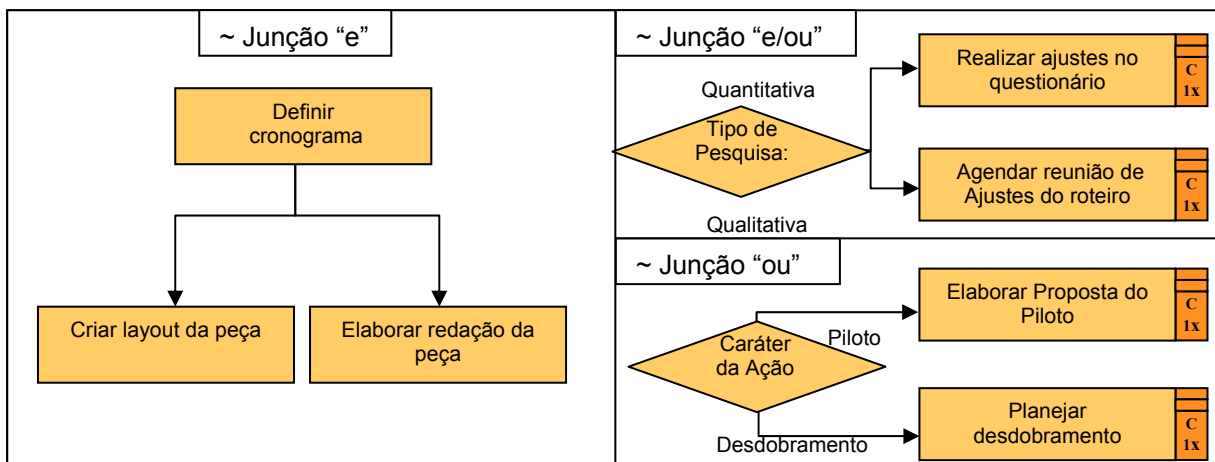 ~ Junção “e”
Definir
cronograma
Criar layout da peça
Elaborar redação da
peça
~ Junção “e/ou”
Quantitativa
Tipo de
Pesquisa:
Qualitativa
Realizar ajustes no
questionário
C
1x
Agendar reunião de
Ajustes do roteiro
C
1x
~ Junção “ou”
Caráter
da Ação
Piloto
Desdobramento
Elaborar Proposta do
Piloto
C
1x
Planejar
desdobramento
C
1x